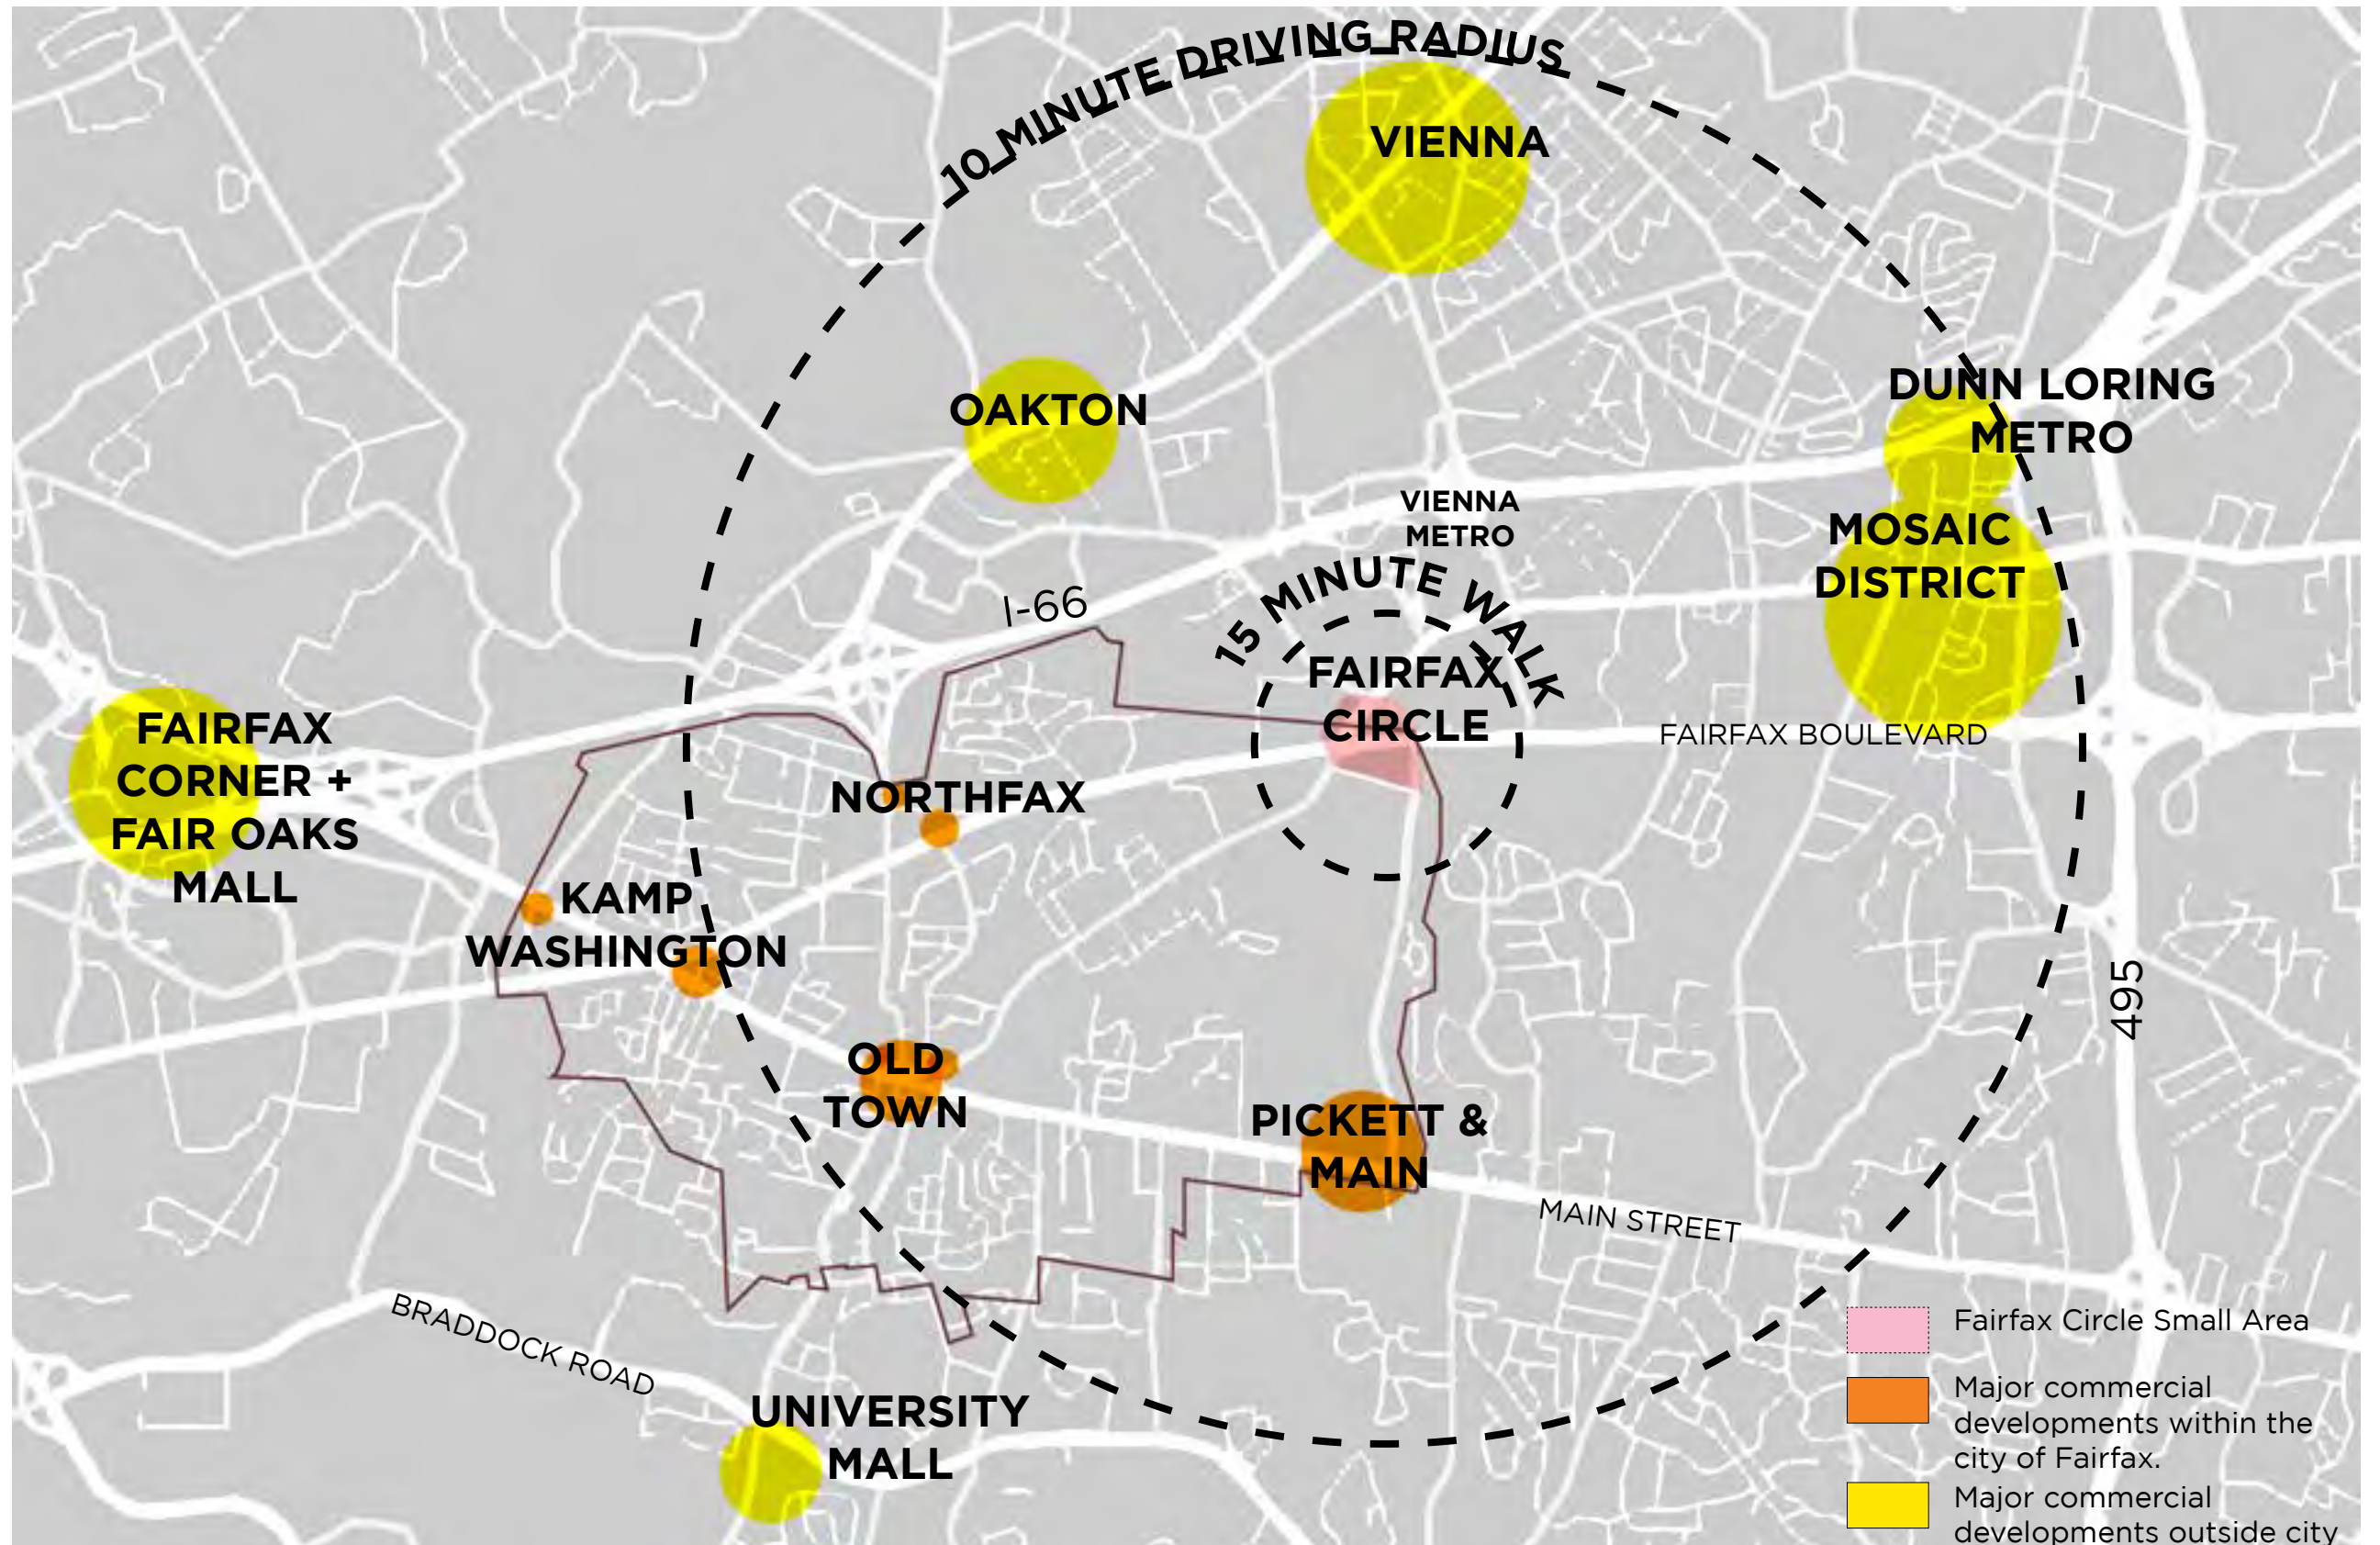 10 MINUTE DRIVING RADIUS
VIENNA
OAKTON
DUNN LORING
METRO
VIENNA
METRO
MOSAIC
DISTRICT
15 MINUTE WALK
I-66
FAIRFAX
CIRCLE
FAIRFAX BOULEVARD
FAIRFAX
CORNER +
FAIR OAKS
MALL
NORTHFAX
KAMP
WASHINGTON
495
OLD
TOWN
PICKETT &
MAIN
MAIN STREET
BRADDOCK ROAD
UNIVERSITY
MALL
Fairfax Circle Small Area
Major commercial
developments within the
city of Fairfax.
Major commercial
developments outside city